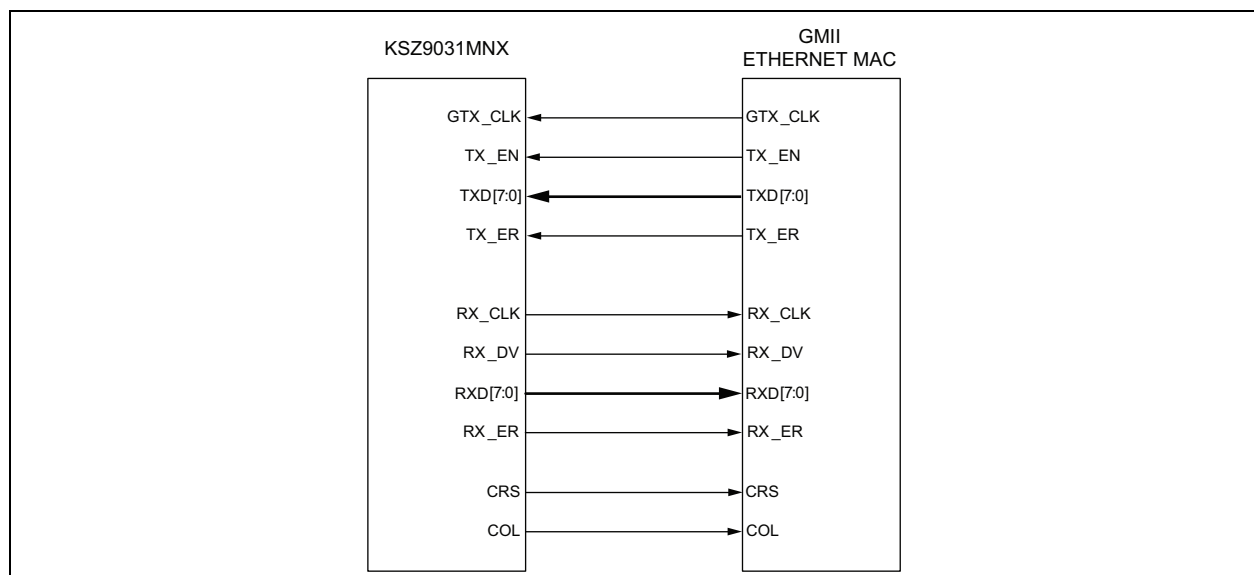 KSZ9031MNX
GMII
ETHERNET MAC
GTX_CLK GTX_CLK
TX_EN TX_EN
TXD[7:0] TXD[7:0]
TX_ER TX_ER
RX_CLK RX_CLK
RX_DV RX_DV
RXD[7:0] RXD[7:0]
RX_ER RX_ER
CRS CRS
COL COL